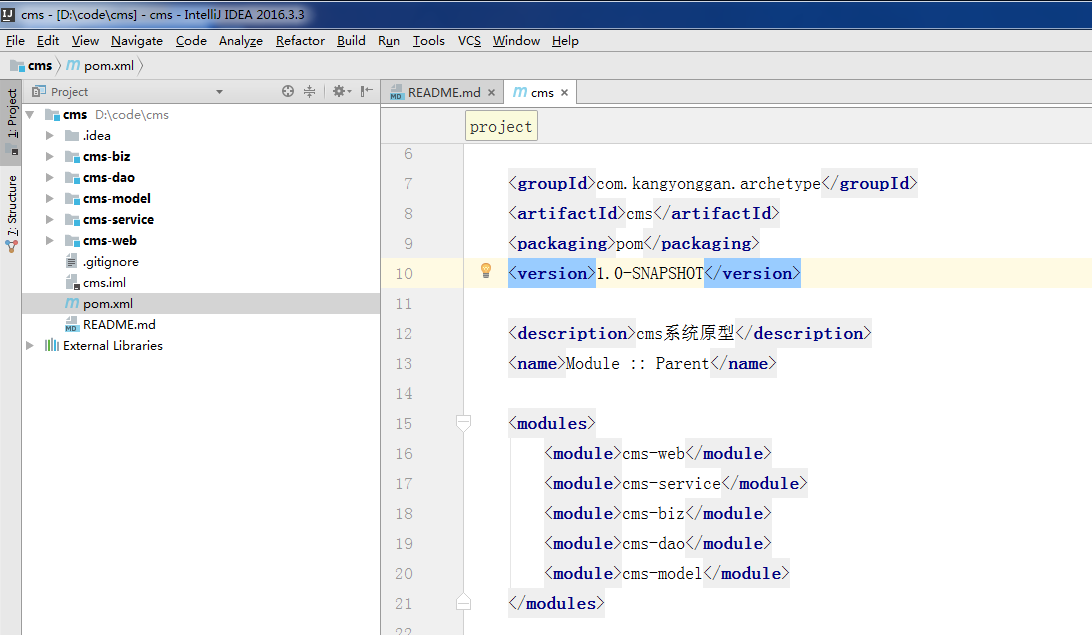 cms - [D:\code\cms] - cms - IntelliJ IDEA 2016.3.3
File Edit View Navigate Code Analyze Refactor Build Run Tools VCS Window Help
cms pom.xml
1: Project
7: Structure
Project
cms D:\code\cms
.idea
cms-biz
cms-dao
cms-model
cms-service
cms-web
.gitignore
cms.iml
pom.xml
README.md
External Libraries
README.md cms
project
6
7 <groupId>com.kangyonggan.archetype</groupId>
8 <artifactId>cms</artifactId>
9 <packaging>pom</packaging>
10 <version>1.0-SNAPSHOT</version>
11
12 <description>cms系统原型</description>
13 <name>Module :: Parent</name>
14
15 <modules>
16 <module>cms-web</module>
17 <module>cms-service</module>
18 <module>cms-biz</module>
19 <module>cms-dao</module>
20 <module>cms-model</module>
21 </modules>
22